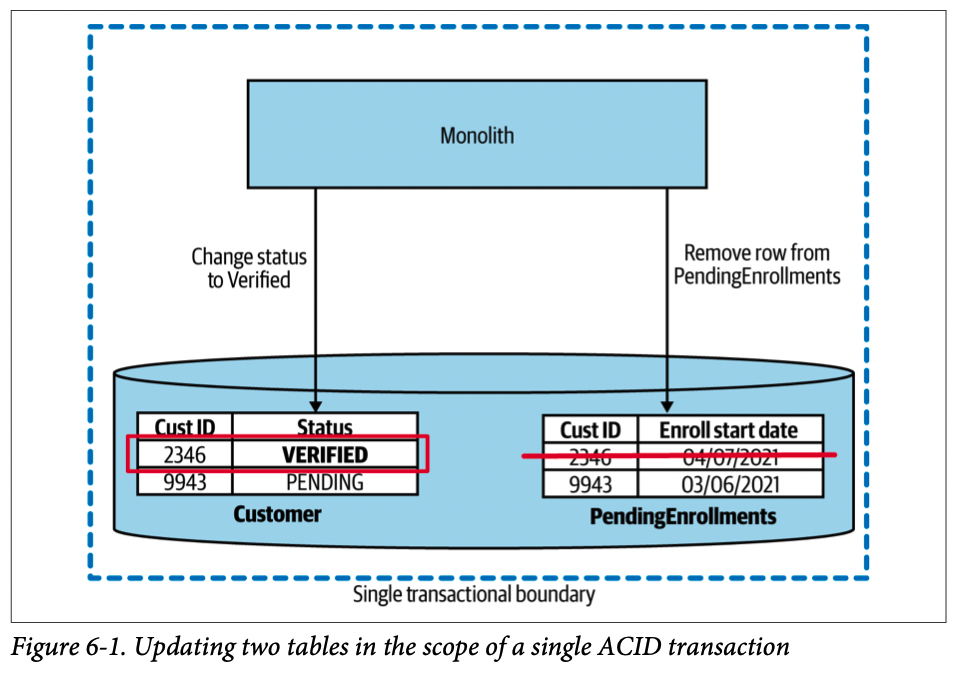 Monolith
Change status
to Verified
Remove row from
PendingEnrollments
Cust ID Status
2346 VERIFIED
9943 PENDING
Customer
Cust ID Enroll start date
2346 04/07/2021
9943 03/06/2021
PendingEnrollments
Single transactional boundary
Figure 6-1. Updating two tables in the scope of a single ACID transaction